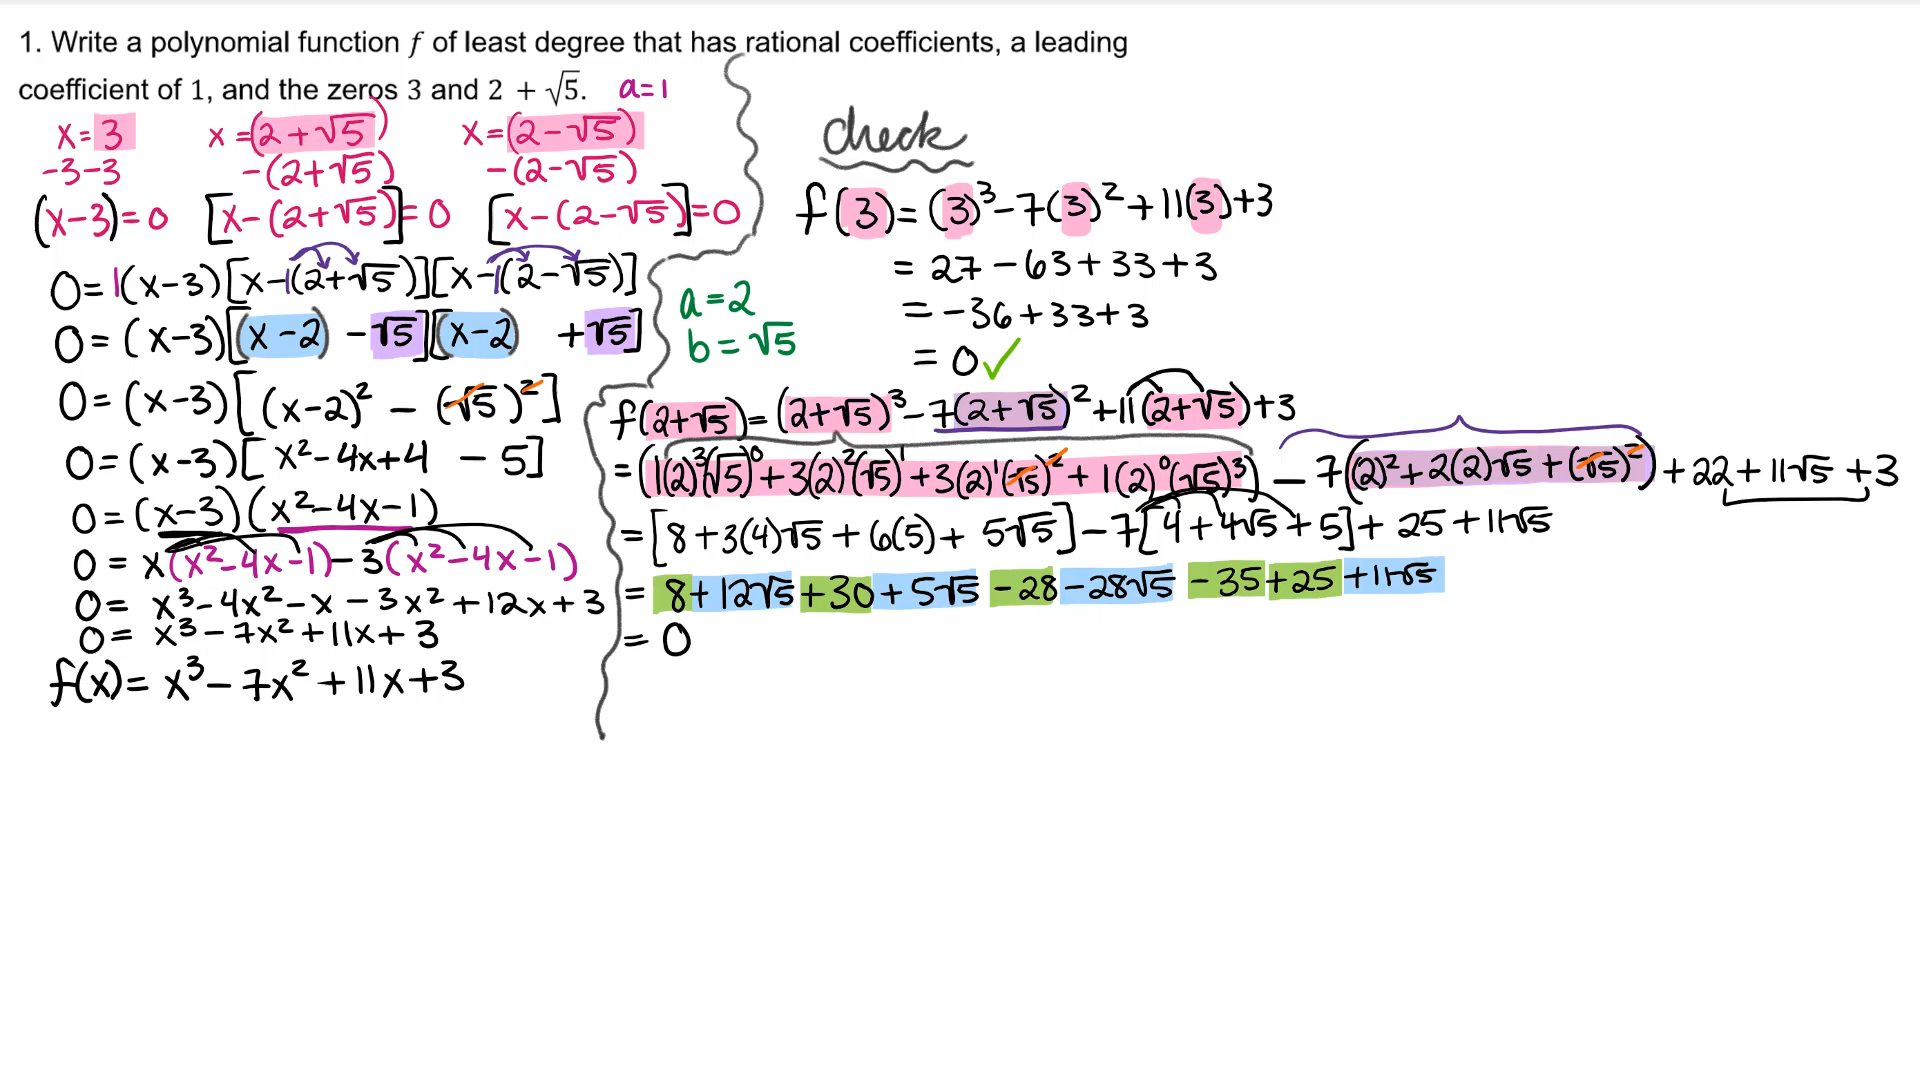 1. Write a polynomial function f of least degree that has rational coefficients, a leading
coefficient of 1, and the zeros 3 and 2 + √5. a=1
x=3 x=(2+√5) x=(2-√5)
-3-3 -(2+√5) -(2-√5)
(x-3)=0 [x-(2+√5)]=0 [x-(2-√5)]=0
0=1(x-3)[x-1(2+√5)][x-1(2-√5)]
0=(x-3)[(x-2)-√5][(x-2)+√5]
a=2
b=√5
0=(x-3)[(x-2)²-(√5)²]
0=(x-3)[x²-4x+4-5]
0=(x-3)(x²-4x-1)
0=x(x²-4x-1)-3(x²-4x-1)
0=x³-4x²-x-3x²+12x+3
0=x³-7x²+11x+3
f(x)=x³-7x²+11x+3
check
f(3)=(3)³-7(3)²+11(3)+3
=27-63+33+3
=-36+33+3
=0✓
f(2+√5)=(2+√5)³-7(2+√5)²+11(2+√5)+3
=(1(2)³(√5)⁰+3(2)²(√5)¹+3(2)¹(√5)²+1(2)⁰(√5)³)-7((2)²+2(2)√5+(√5)²)+22+11√5+3
=[8+3(4)√5+6(5)+5√5]-7[4+4√5+5]+25+11√5
=8+12√5+30+5√5-28-28√5-35+25+11√5
=0